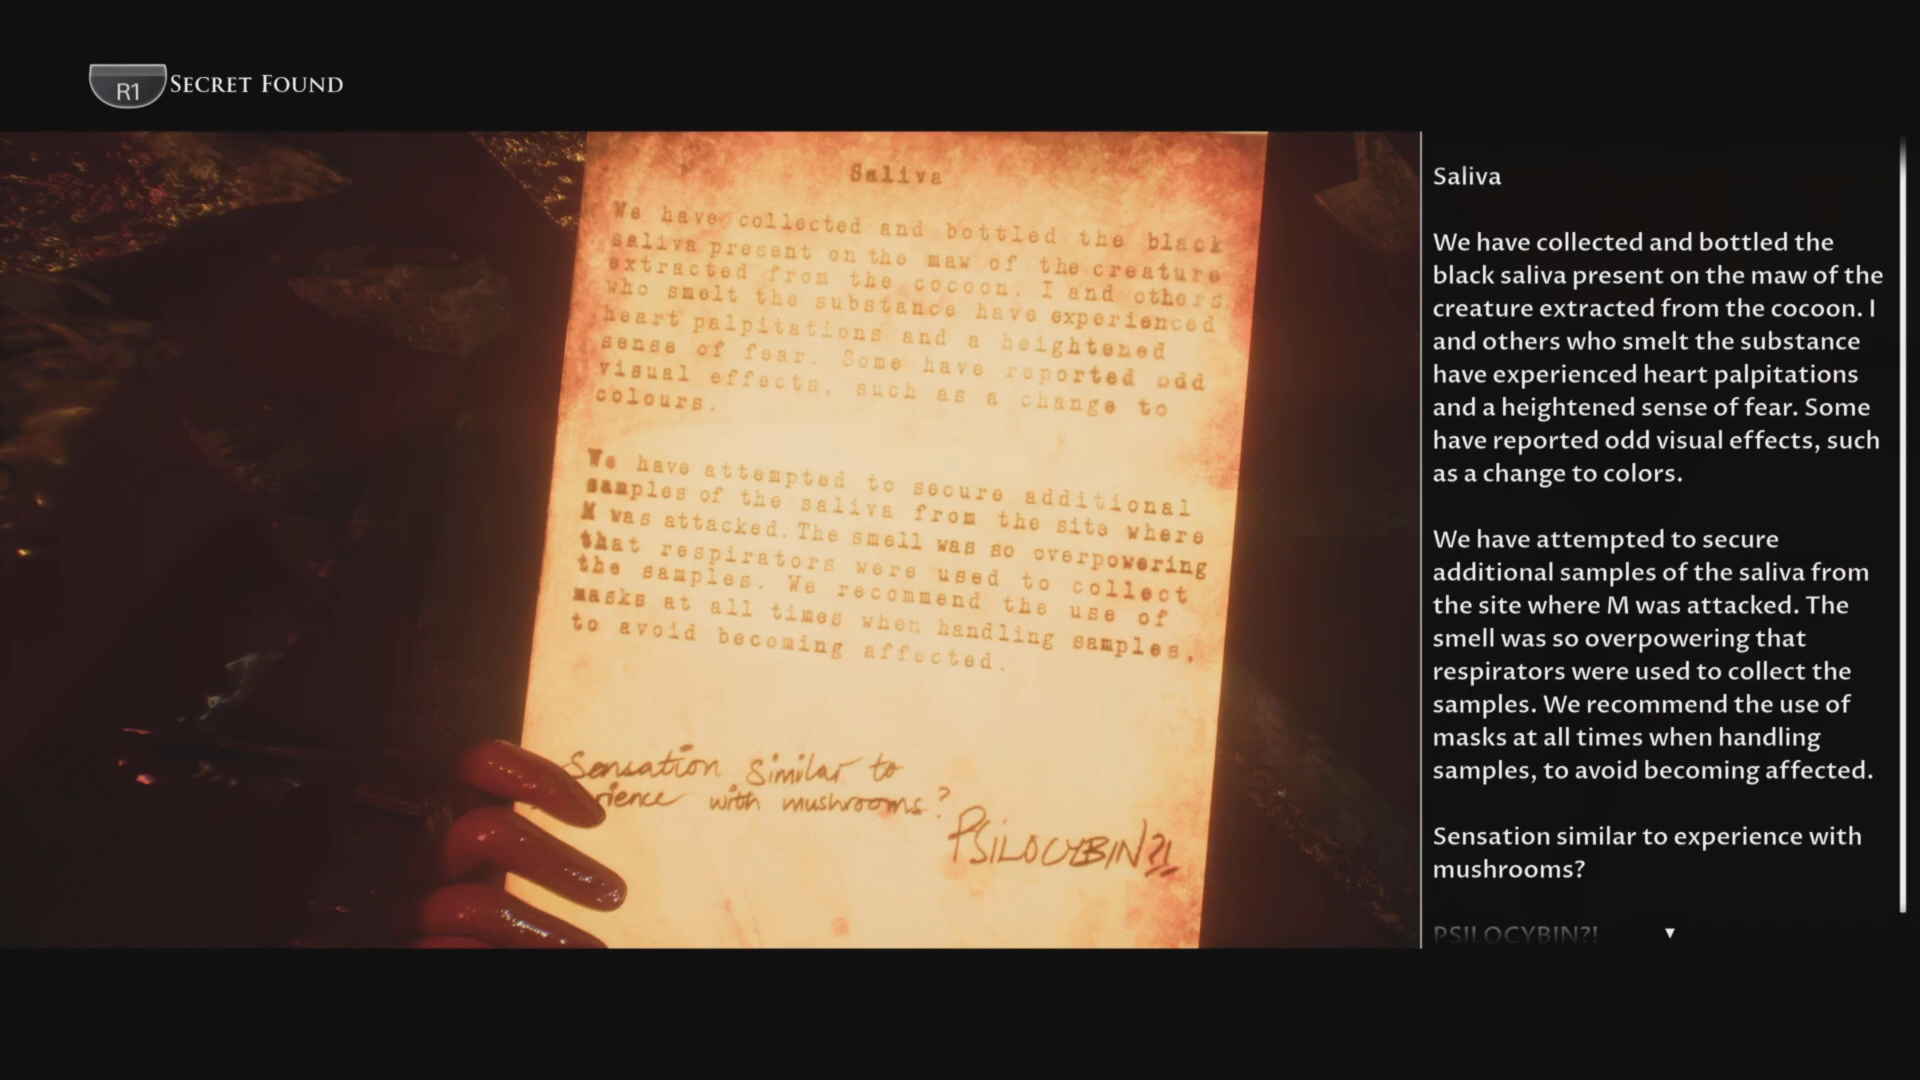 R1 SECRET FOUND
Saliva
We have collected and bottled the black
saliva present on the maw of the creature
extracted from the cocoon. I and others
who smelt the substance have experienced
heart palpitations and a heightened
sense of fear. Some have reported odd
visual effects, such as a change to
colours.
We have attempted to secure additional
samples of the saliva from the site where
M was attacked. The smell was so overpowering
that respirators were used to collect
the samples. We recommend the use of
masks at all times when handling samples,
to avoid becoming affected.
Sensation similar to
rience with mushrooms?
PSILOCYBIN?!
Saliva
We have collected and bottled the
black saliva present on the maw of the
creature extracted from the cocoon. I
and others who smelt the substance
have experienced heart palpitations
and a heightened sense of fear. Some
have reported odd visual effects, such
as a change to colors.
We have attempted to secure
additional samples of the saliva from
the site where M was attacked. The
smell was so overpowering that
respirators were used to collect the
samples. We recommend the use of
masks at all times when handling
samples, to avoid becoming affected.
Sensation similar to experience with
mushrooms?
PSILOCYBIN?!